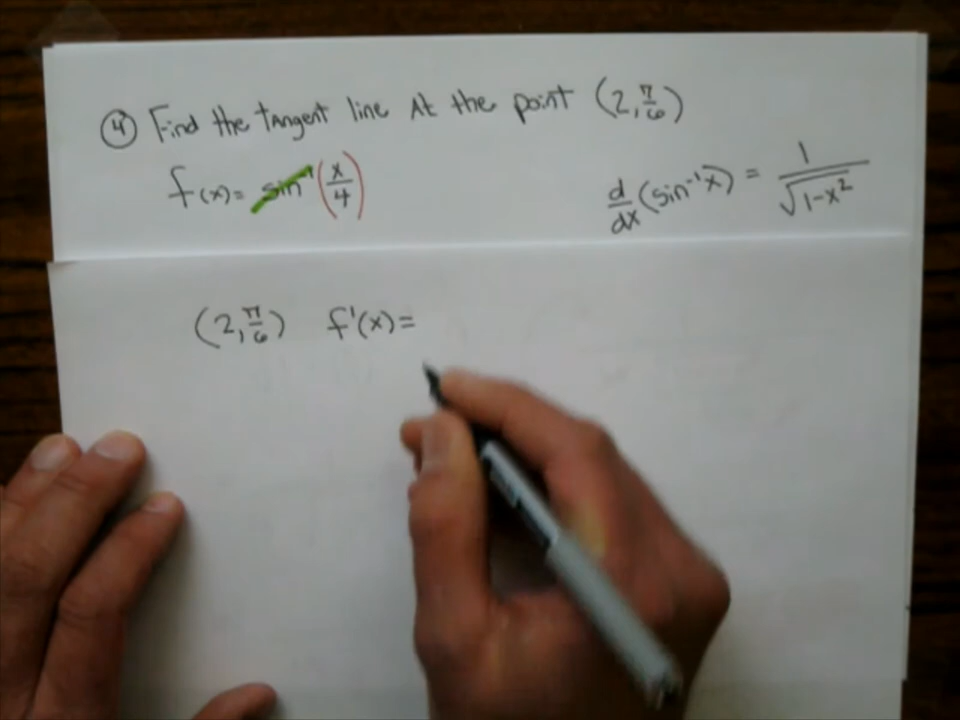 ④ Find the tangent line At the point (2, π/6)
f(x) = sin⁻¹(x/4)
d/dx (sin⁻¹x) = 1/√(1-x²)
(2, π/6) f'(x) =